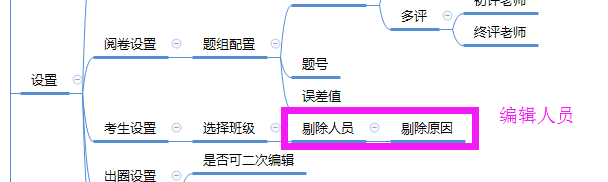 初评老师
多评
终评老师
阅卷设置
题组配置
题号
设置
误差值
编辑人员
考生设置
选择班级
剔除人员
剔除原因
是否可二次编辑
出圈设置